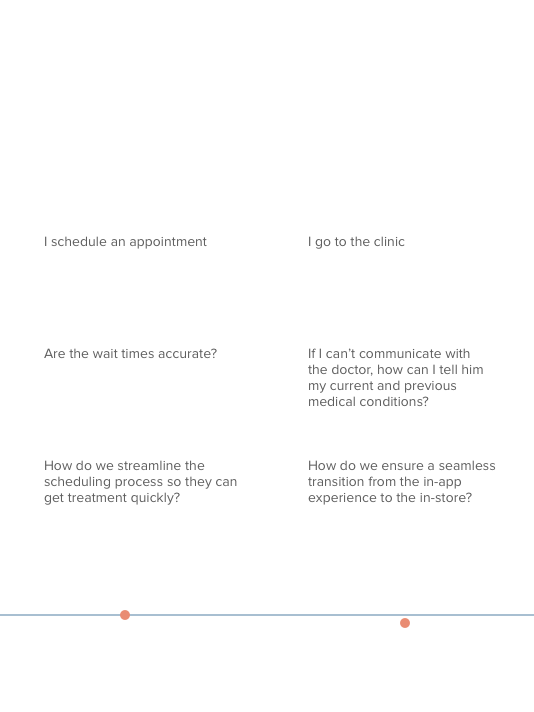 I schedule an appointment
I go to the clinic
Are the wait times accurate?
If I can’t communicate with
the doctor, how can I tell him
my current and previous
medical conditions?
How do we streamline the
scheduling process so they can
get treatment quickly?
How do we ensure a seamless
transition from the in-app
experience to the in-store?